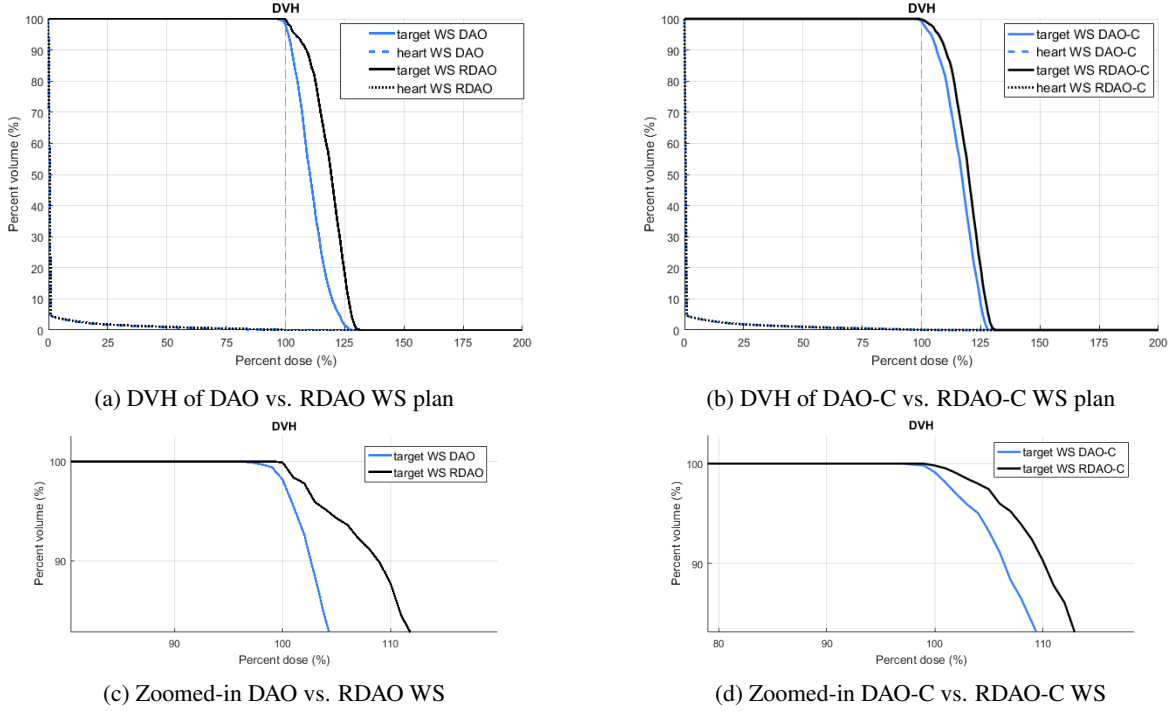 DVH
100
90
80
70
60
50
40
30
20
10
0
Percent volume (%)
target WS DAO
heart WS DAO
target WS RDAO
heart WS RDAO
0 25 50 75 100 125 150 175 200
Percent dose (%)
(a) DVH of DAO vs. RDAO WS plan
DVH
100
90
80
70
60
50
40
30
20
10
0
Percent volume (%)
target WS DAO-C
heart WS DAO-C
target WS RDAO-C
heart WS RDAO-C
0 25 50 75 100 125 150 175 200
Percent dose (%)
(b) DVH of DAO-C vs. RDAO-C WS plan
DVH
100
90
Percent volume (%)
target WS DAO
target WS RDAO
90 100 110
Percent dose (%)
(c) Zoomed-in DAO vs. RDAO WS
DVH
100
90
Percent volume (%)
target WS DAO-C
target WS RDAO-C
80 90 100 110
Percent dose (%)
(d) Zoomed-in DAO-C vs. RDAO-C WS